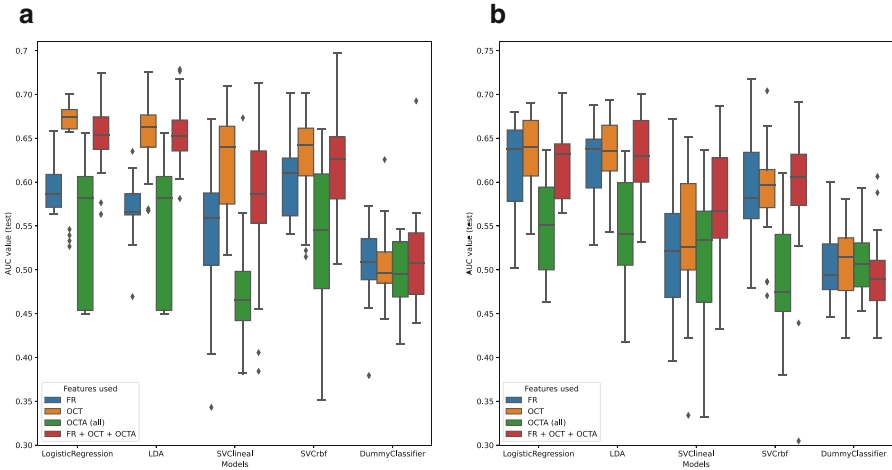 a
0.7
0.70
0.65
0.60
0.55
0.50
0.45
0.40
0.35
0.30
AUC value (test)
Features used
FR
OCT
OCTA (all)
FR + OCT + OCTA
LogisticRegression
LDA
SVClineal
SVCrbf
DummyClassifier
Models
b
0.75
0.70
0.65
0.60
0.55
0.50
0.45
0.40
0.35
0.30
AUC value (test)
Features used
FR
OCT
OCTA (all)
FR + OCT + OCTA
LogisticRegression
LDA
SVClineal
SVCrbf
DummyClassifier
Models